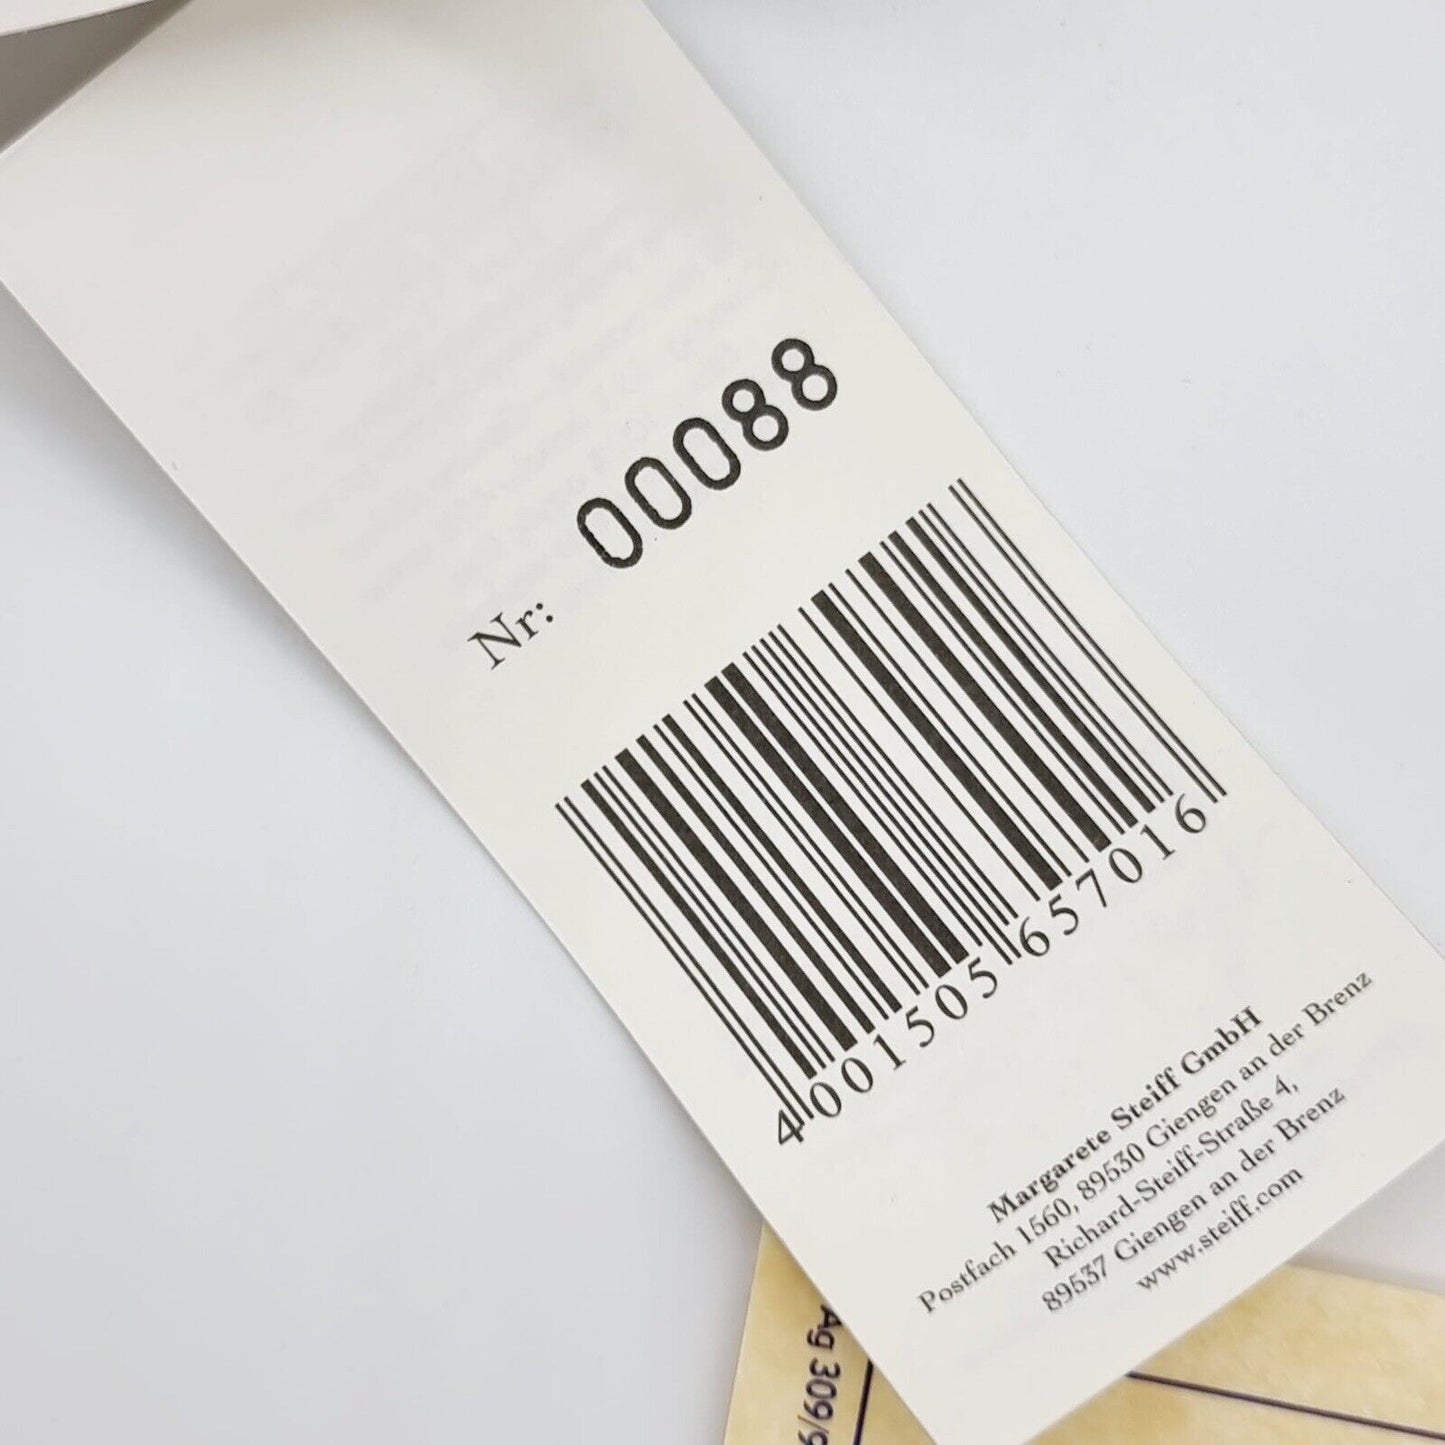 Nr: 00088
4001505657016
Margarete Steiff GmbH
Postfach 1560, 89530 Giengen an der Brenz
Richard-Steiff-Straße 4,
89537 Giengen an der Brenz
www.steiff.com
Ag 309/9